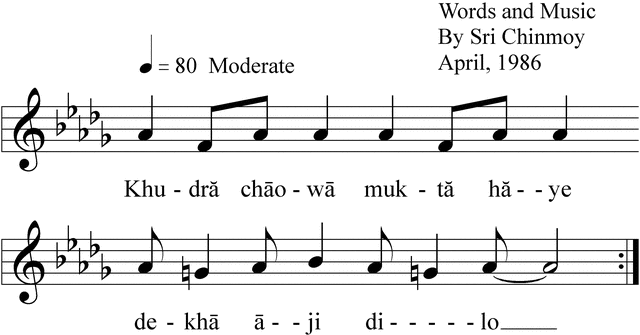 Words and Music
By Sri Chinmoy
April, 1986
= 80 Moderate
Khu - dră chāo - wā muk - tă hă - - ye
de - khā ā - - ji di - - - - - lo____